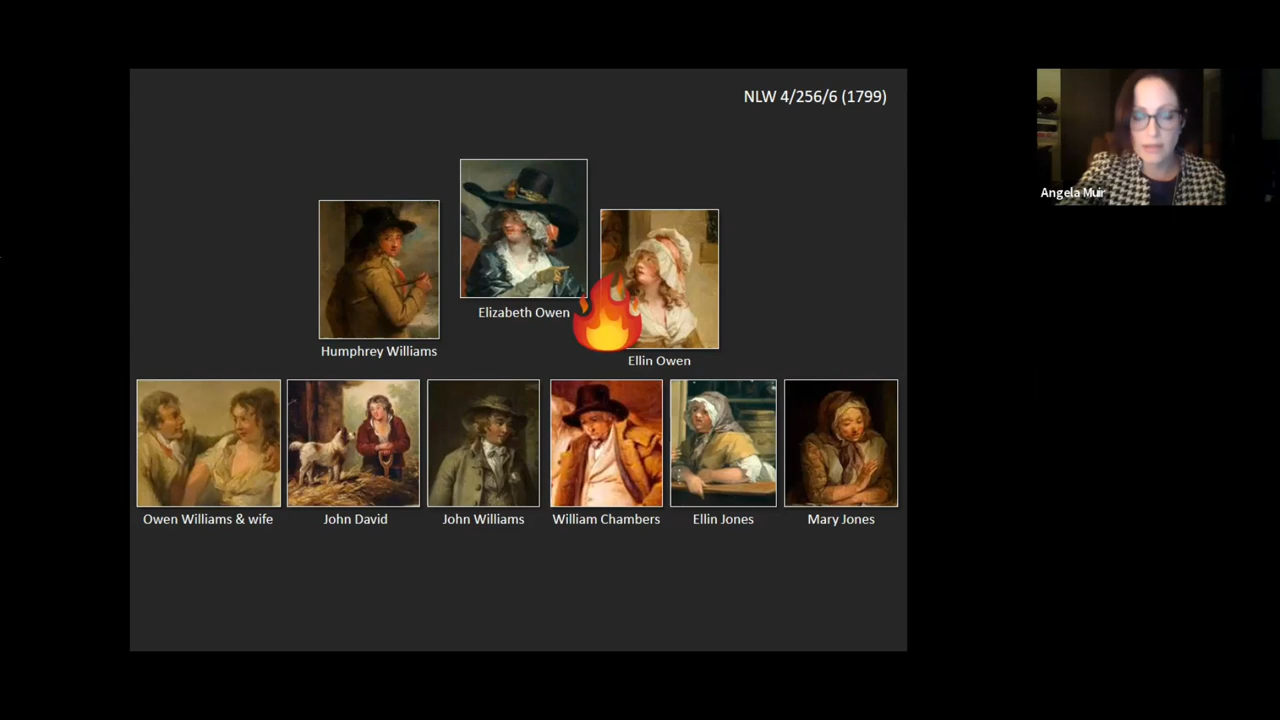 NLW 4/256/6 (1799)
Angela Muir
Elizabeth Owen
Humphrey Williams
Ellin Owen
Owen Williams & wife
John David
John Williams
William Chambers
Ellin Jones
Mary Jones